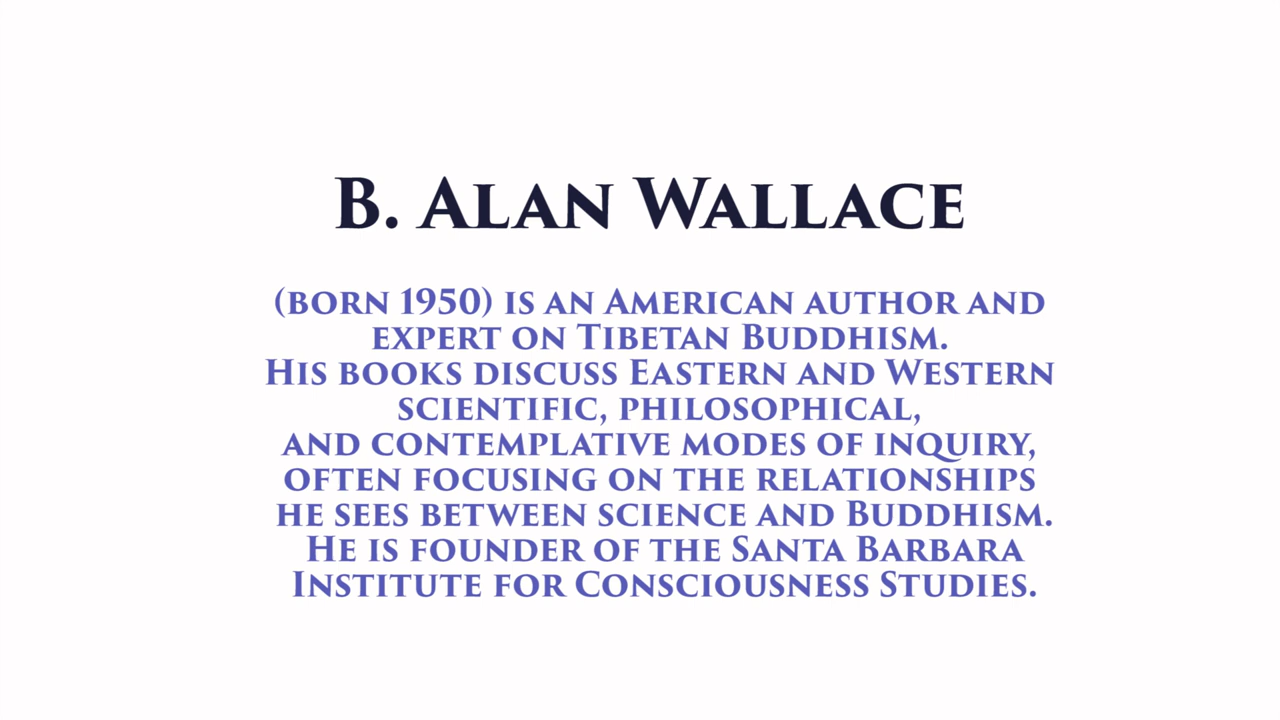 B. Alan Wallace
(born 1950) is an American author and
expert on Tibetan Buddhism.
His books discuss Eastern and Western
scientific, philosophical,
and contemplative modes of inquiry,
often focusing on the relationships
he sees between science and Buddhism.
He is founder of the Santa Barbara
Institute for Consciousness Studies.